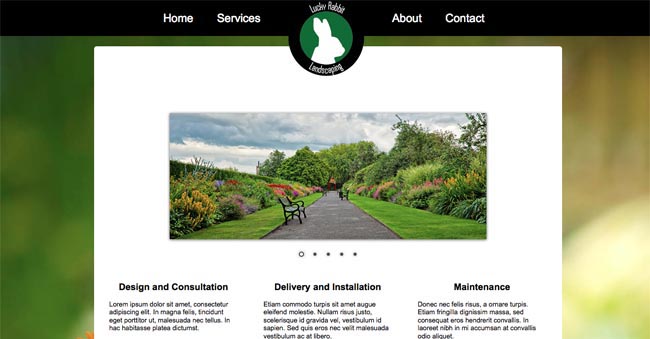 Home
Services
Lucky Rabbit
Landscaping
About
Contact
Design and Consultation
Lorem ipsum dolor sit amet, consectetur
adipiscing elit. In magna felis, tincidunt
eget porttitor ut, malesuada nec tellus. In
hac habitasse platea dictumst.
Delivery and Installation
Etiam commodo turpis sit amet augue
eleifend molestie. Nullam risus justo,
scelerisque id gravida vel, vestibulum id
sapien. Sed quis eros nec velit malesuada
vestibulum ac at libero.
Maintenance
Donec nec felis risus, a ornare turpis.
Etiam fringilla dignissim massa, sed
consequat eros hendrerit convallis. In
laoreet nibh in mi accumsan at convallis
odio aliquet.